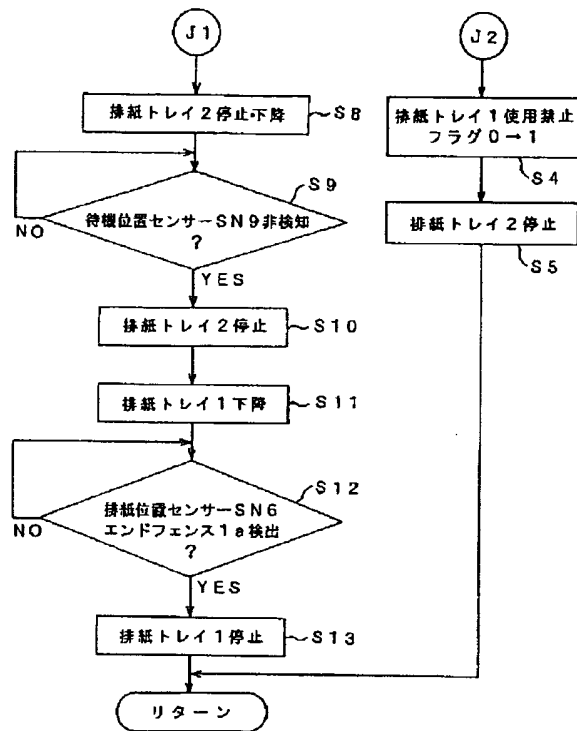 J1
排紙トレイ2停止・下降
S8
待機位置センサーSN9非検知
?
S9
NO
YES
排紙トレイ2停止
S10
排紙トレイ1下降
S11
排紙位置センサーSN6
エンドフェンス1a検出
?
S12
NO
YES
排紙トレイ1停止
S13
リターン
J2
排紙トレイ1使用禁止
フラグ0→1
S4
排紙トレイ2停止
S5